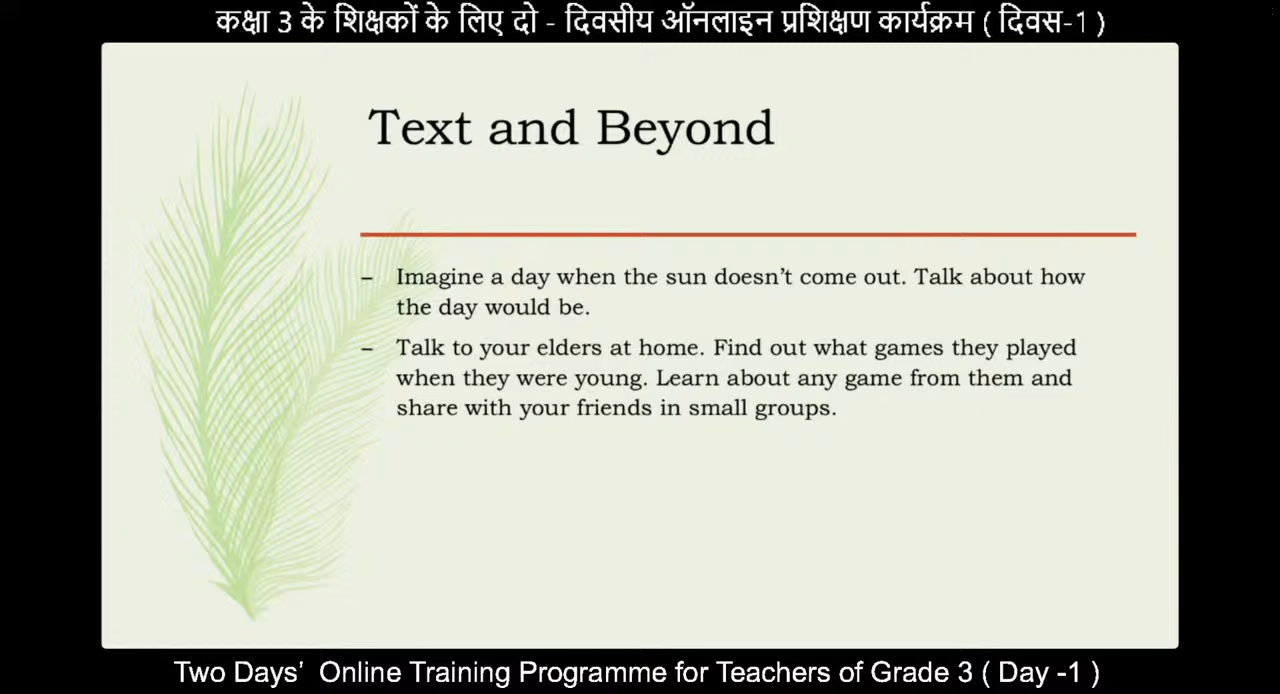 कक्षा 3 के शिक्षकों के लिए दो - दिवसीय ऑनलाइन प्रशिक्षण कार्यक्रम ( दिवस-1 )
Text and Beyond
– Imagine a day when the sun doesn’t come out. Talk about how
the day would be.
– Talk to your elders at home. Find out what games they played
when they were young. Learn about any game from them and
share with your friends in small groups.
Two Days’ Online Training Programme for Teachers of Grade 3 ( Day -1 )